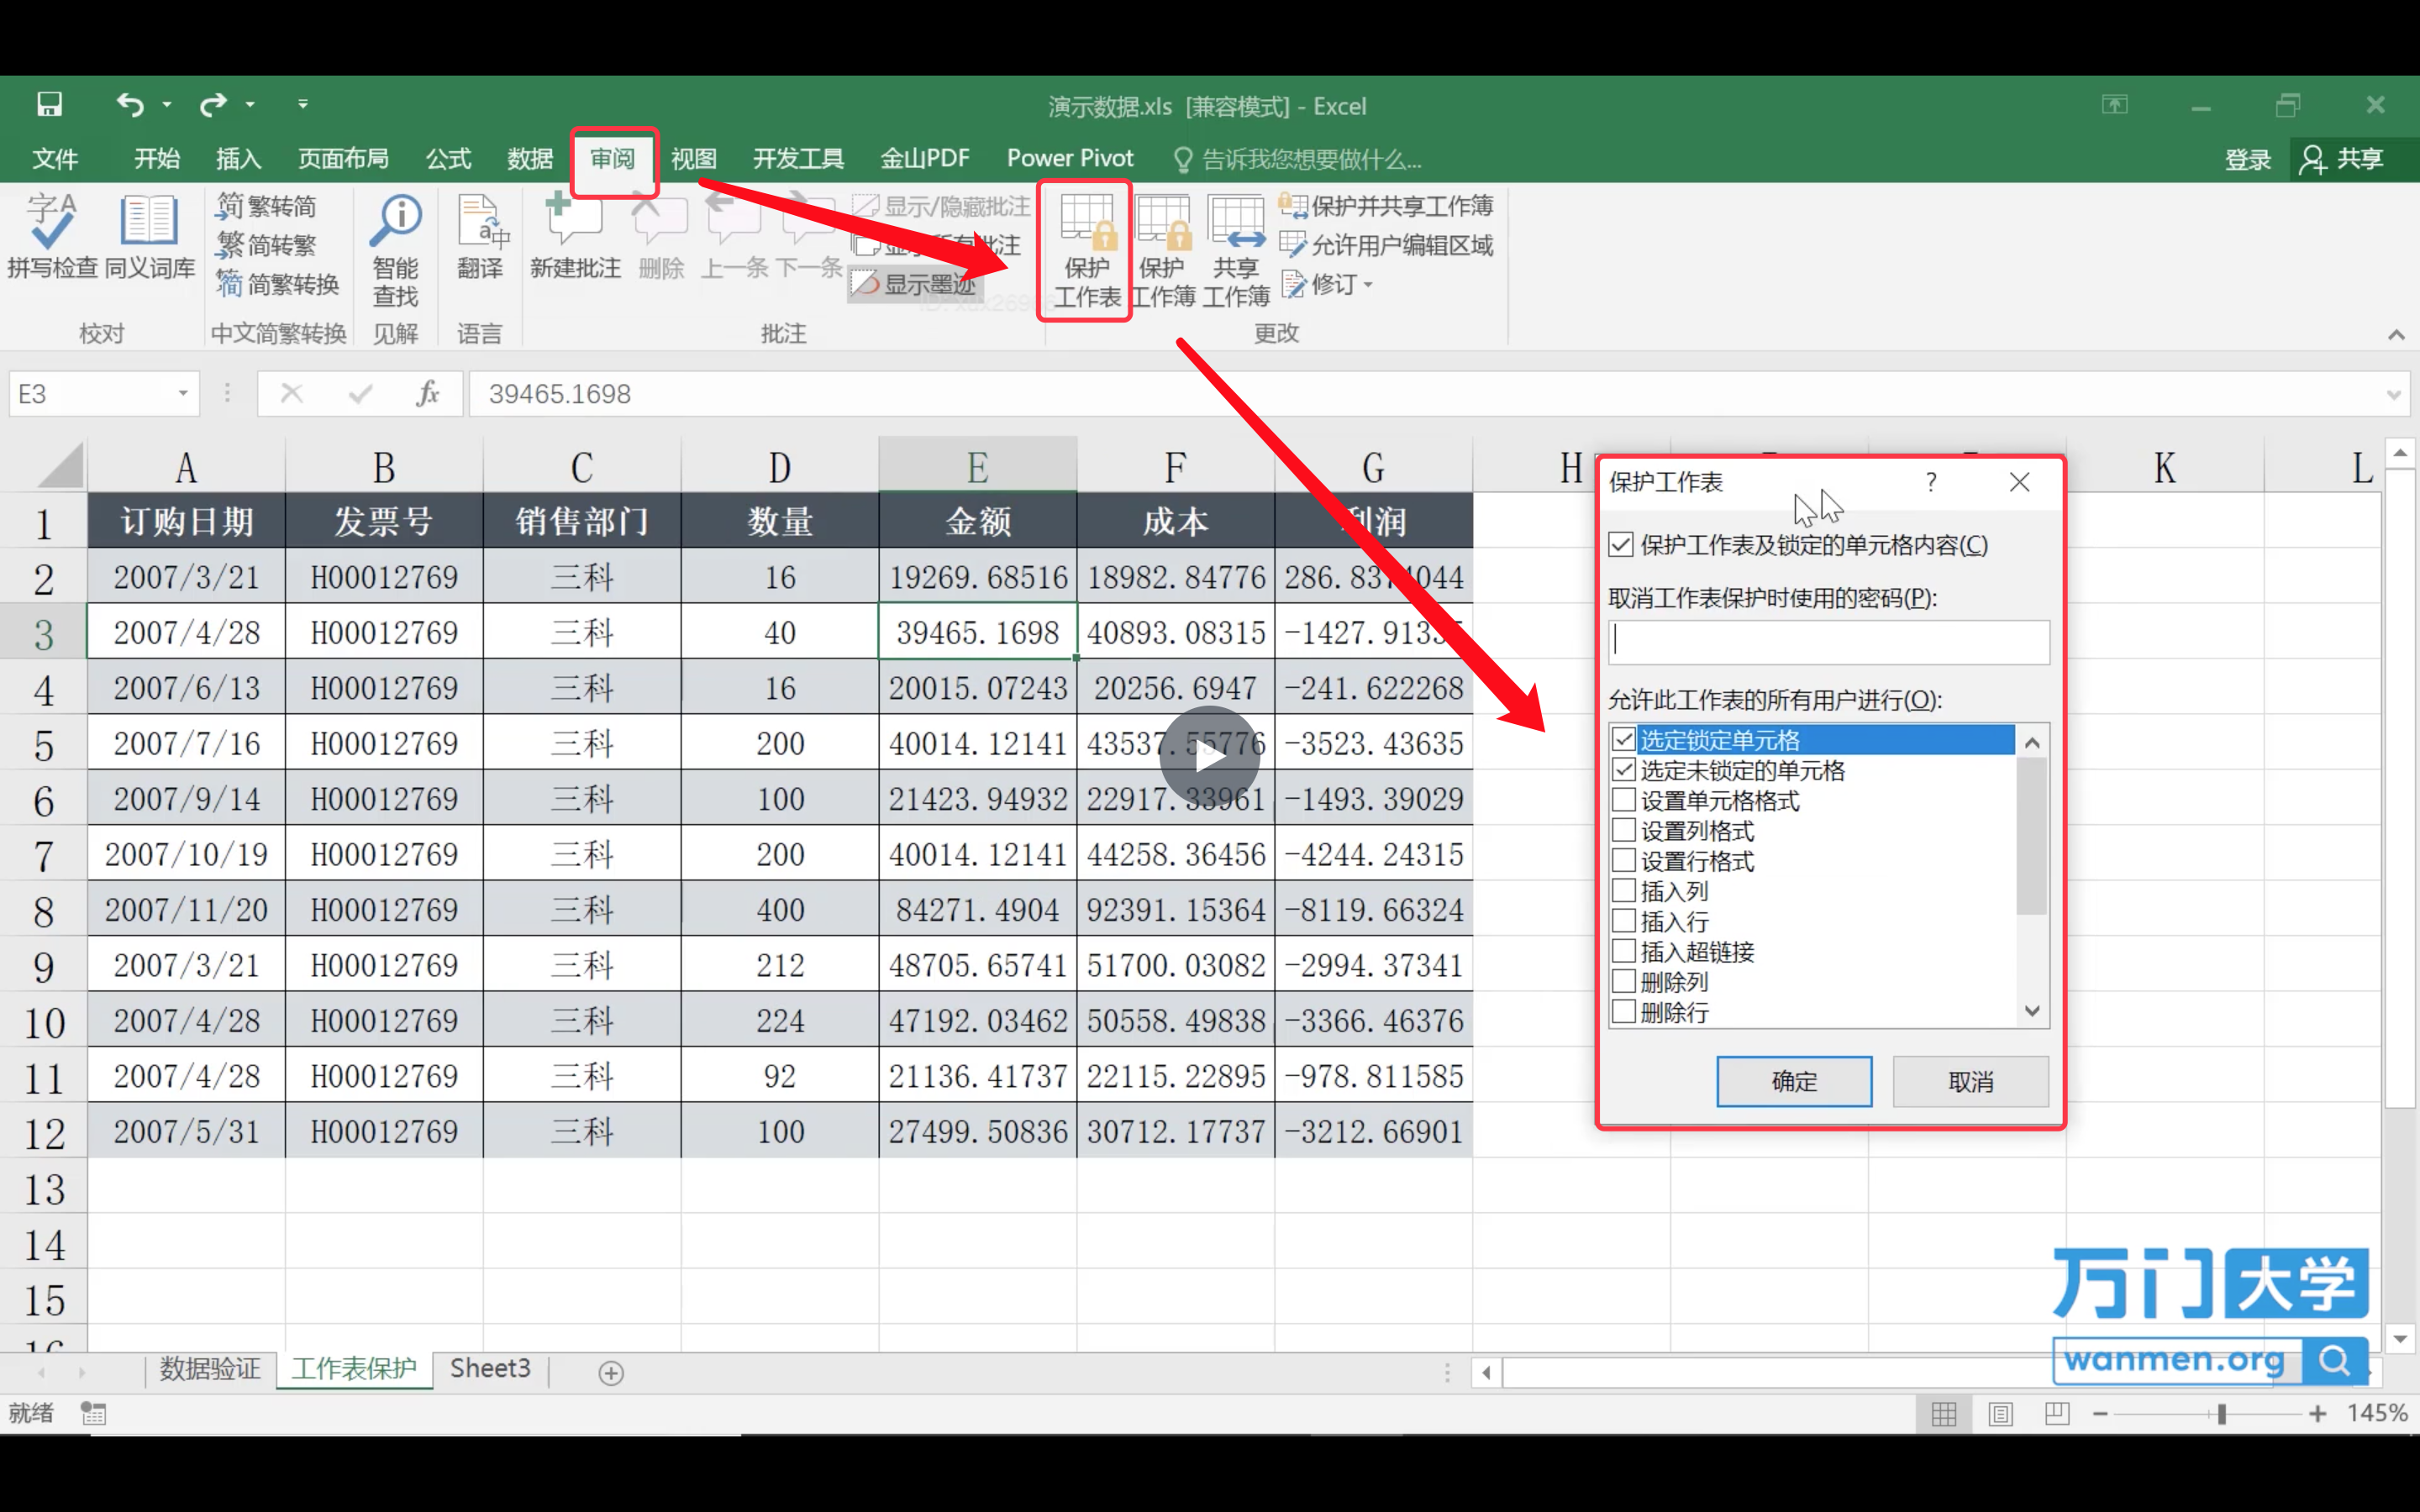 演示数据.xls [兼容模式] - Excel
文件 开始 插入 页面布局 公式 数据 审阅 视图 开发工具 金山PDF Power Pivot 告诉我您想要做什么... 登录 共享
拼写检查 同义词库
校对
繁转简
简转繁
简繁转换
中文简繁转换
智能
查找
见解
翻译
语言
新建批注 删除 上一条 下一条
显示/隐藏批注
显示所有批注
显示墨迹
批注
保护
工作表
保护
工作簿
共享
工作簿
保护并共享工作簿
允许用户编辑区域
修订
更改
E3 fx 39465.1698
A B C D E F G H K L
1 订购日期 发票号 销售部门 数量 金额 成本 利润
2 2007/3/21 H00012769 三科 16 19269.68516 18982.84776 286.8374044
3 2007/4/28 H00012769 三科 40 39465.1698 40893.08315 -1427.91335
4 2007/6/13 H00012769 三科 16 20015.07243 20256.6947 -241.622268
5 2007/7/16 H00012769 三科 200 40014.12141 43537.55776 -3523.43635
6 2007/9/14 H00012769 三科 100 21423.94932 22917.33961 -1493.39029
7 2007/10/19 H00012769 三科 200 40014.12141 44258.36456 -4244.24315
8 2007/11/20 H00012769 三科 400 84271.4904 92391.15364 -8119.66324
9 2007/3/21 H00012769 三科 212 48705.65741 51700.03082 -2994.37341
10 2007/4/28 H00012769 三科 224 47192.03462 50558.49838 -3366.46376
11 2007/4/28 H00012769 三科 92 21136.41737 22115.22895 -978.811585
12 2007/5/31 H00012769 三科 100 27499.50836 30712.17737 -3212.66901
13
14
15
16
保护工作表 ?
保护工作表及锁定的单元格内容(C)
取消工作表保护时使用的密码(P):
允许此工作表的所有用户进行(O):
选定锁定单元格
选定未锁定的单元格
设置单元格格式
设置列格式
设置行格式
插入列
插入行
插入超链接
删除列
删除行
确定 取消
万门大学
wanmen.org
数据验证 工作表保护 Sheet3
就绪 145%